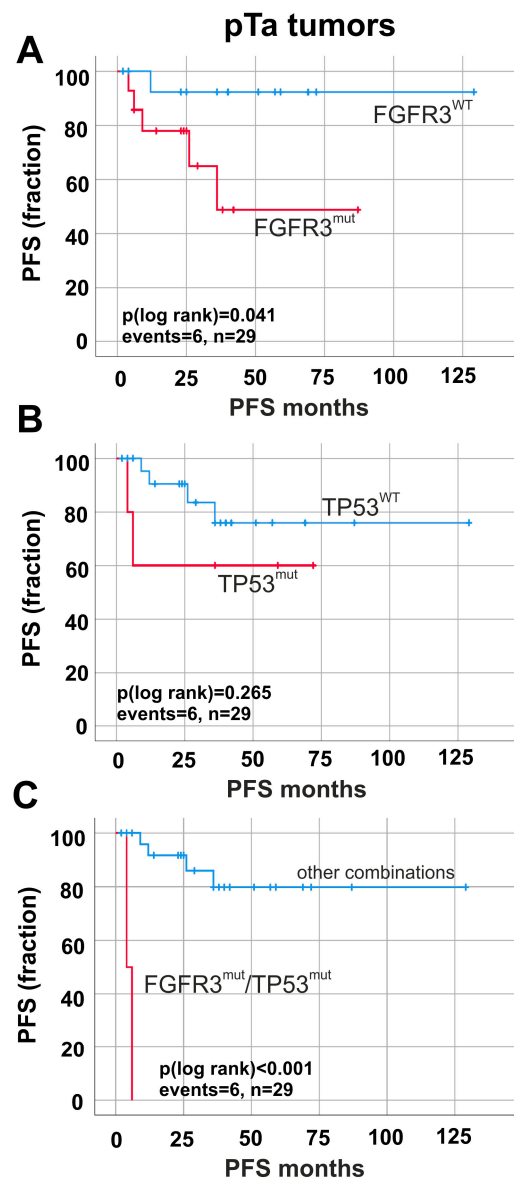 pTa tumors
A
PFS (fraction)
100
80
60
40
20
0
FGFR3WT
FGFR3mut
p(log rank)=0.041
events=6, n=29
0 25 50 75 100 125
PFS months
B
PFS (fraction)
100
80
60
40
20
0
TP53WT
TP53mut
p(log rank)=0.265
events=6, n=29
0 25 50 75 100 125
PFS months
C
PFS (fraction)
100
80
60
40
20
0
other combinations
FGFR3mut/TP53mut
p(log rank)<0.001
events=6, n=29
0 25 50 75 100 125
PFS months